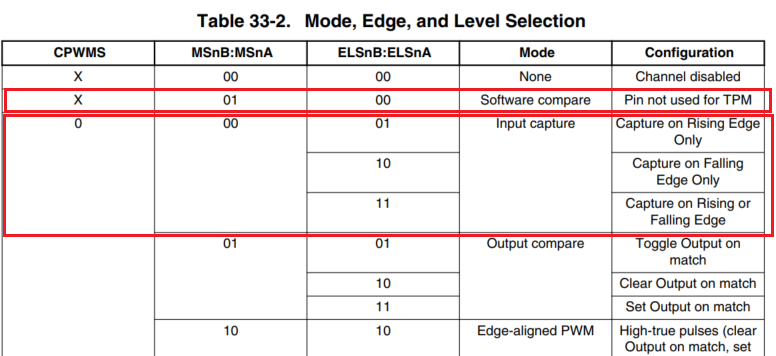 Table 33-2. Mode, Edge, and Level Selection
CPWMS MSnB:MSnA ELSnB:ELSnA Mode Configuration
X 00 00 None Channel disabled
X 01 00 Software compare Pin not used for TPM
0 00 01 Input capture Capture on Rising Edge
Only
10 Capture on Falling
Edge Only
11 Capture on Rising or
Falling Edge
01 01 Output compare Toggle Output on
match
10 Clear Output on match
11 Set Output on match
10 10 Edge-aligned PWM High-true pulses (clear
Output on match, set